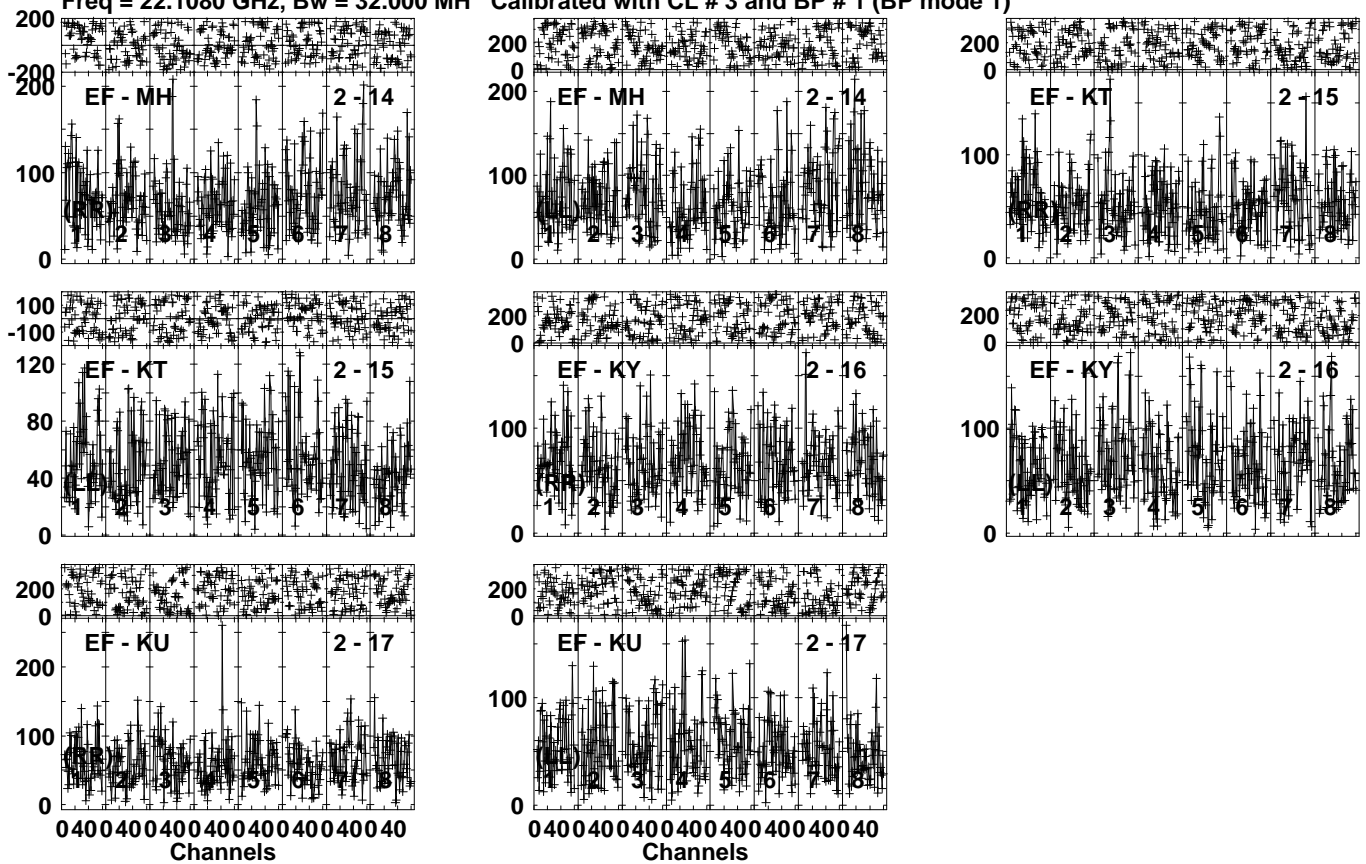 Freq = 22.1080 GHz, Bw = 32.000 MH Calibrated with CL # 3 and BP # 1 (BP mode 1)
200
-200
200
100
0
EF - MH 2 - 14
(RR)
1 2 3 4 5 6 7 8
200
0
200
100
0
EF - MH 2 - 14
(LL)
1 2 3 4 5 6 7 8
200
0
100
0
EF - KT 2 - 15
(RR)
1 2 3 4 5 6 7 8
100
-100
120
80
40
0
EF - KT 2 - 15
(LL)
1 2 3 4 5 6 7 8
200
0
100
0
EF - KY 2 - 16
(RR)
1 2 3 4 5 6 7 8
200
0
100
0
EF - KY 2 - 16
(LL)
1 2 3 4 5 6 7 8
200
0
200
100
0
EF - KU 2 - 17
(RR)
1 2 3 4 5 6 7 8
0 40 0 40 0 40 0 40 0 40 0 40 0 40 0 40
Channels
200
0
100
0
EF - KU 2 - 17
(LL)
1 2 3 4 5 6 7 8
0 40 0 40 0 40 0 40 0 40 0 40 0 40 0 40
Channels